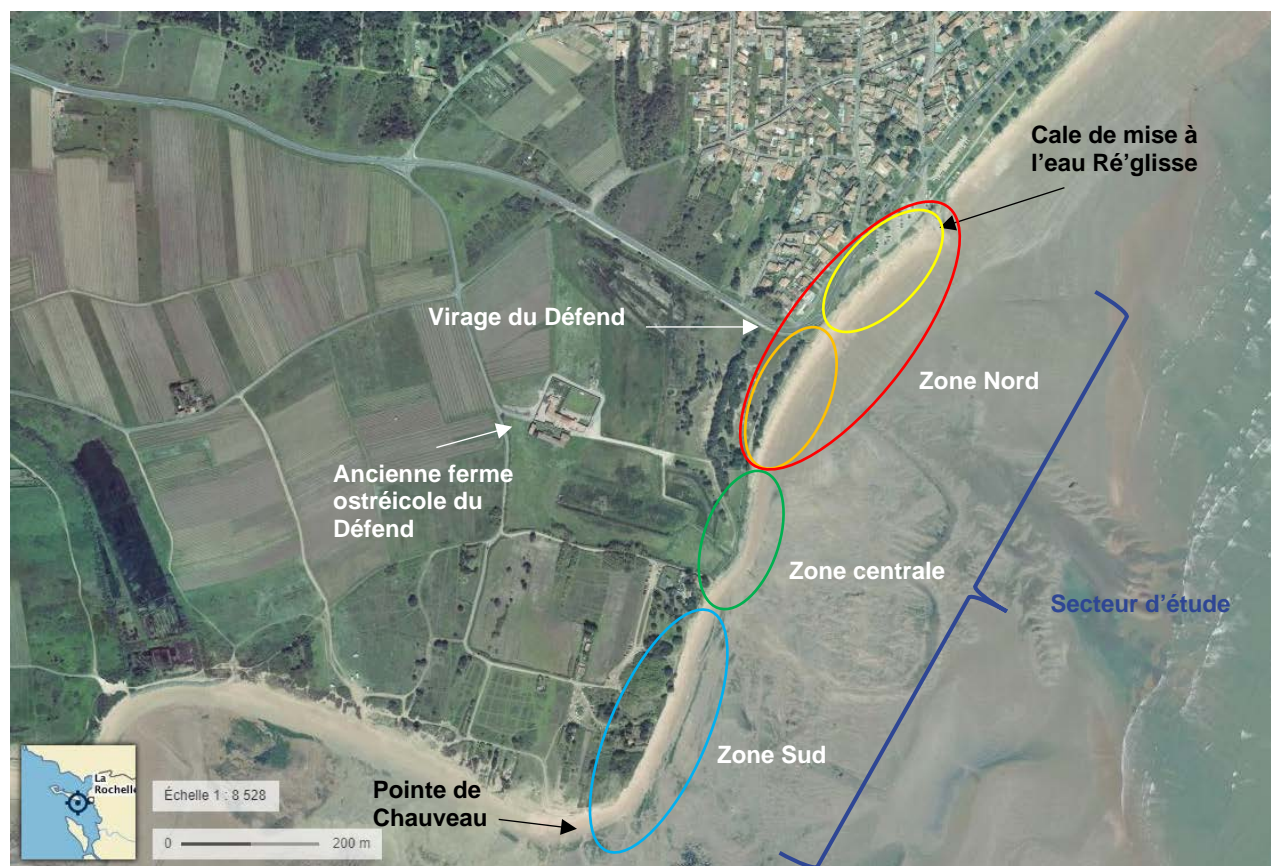 Cale de mise à
l'eau Ré'glisse
Virage du Défend
Zone Nord
Ancienne ferme
ostréicole du
Défend
Zone centrale
Secteur d'étude
Zone Sud
Pointe de
Chauveau
La
Rochelle
Échelle 1 : 8 528
0 200 m